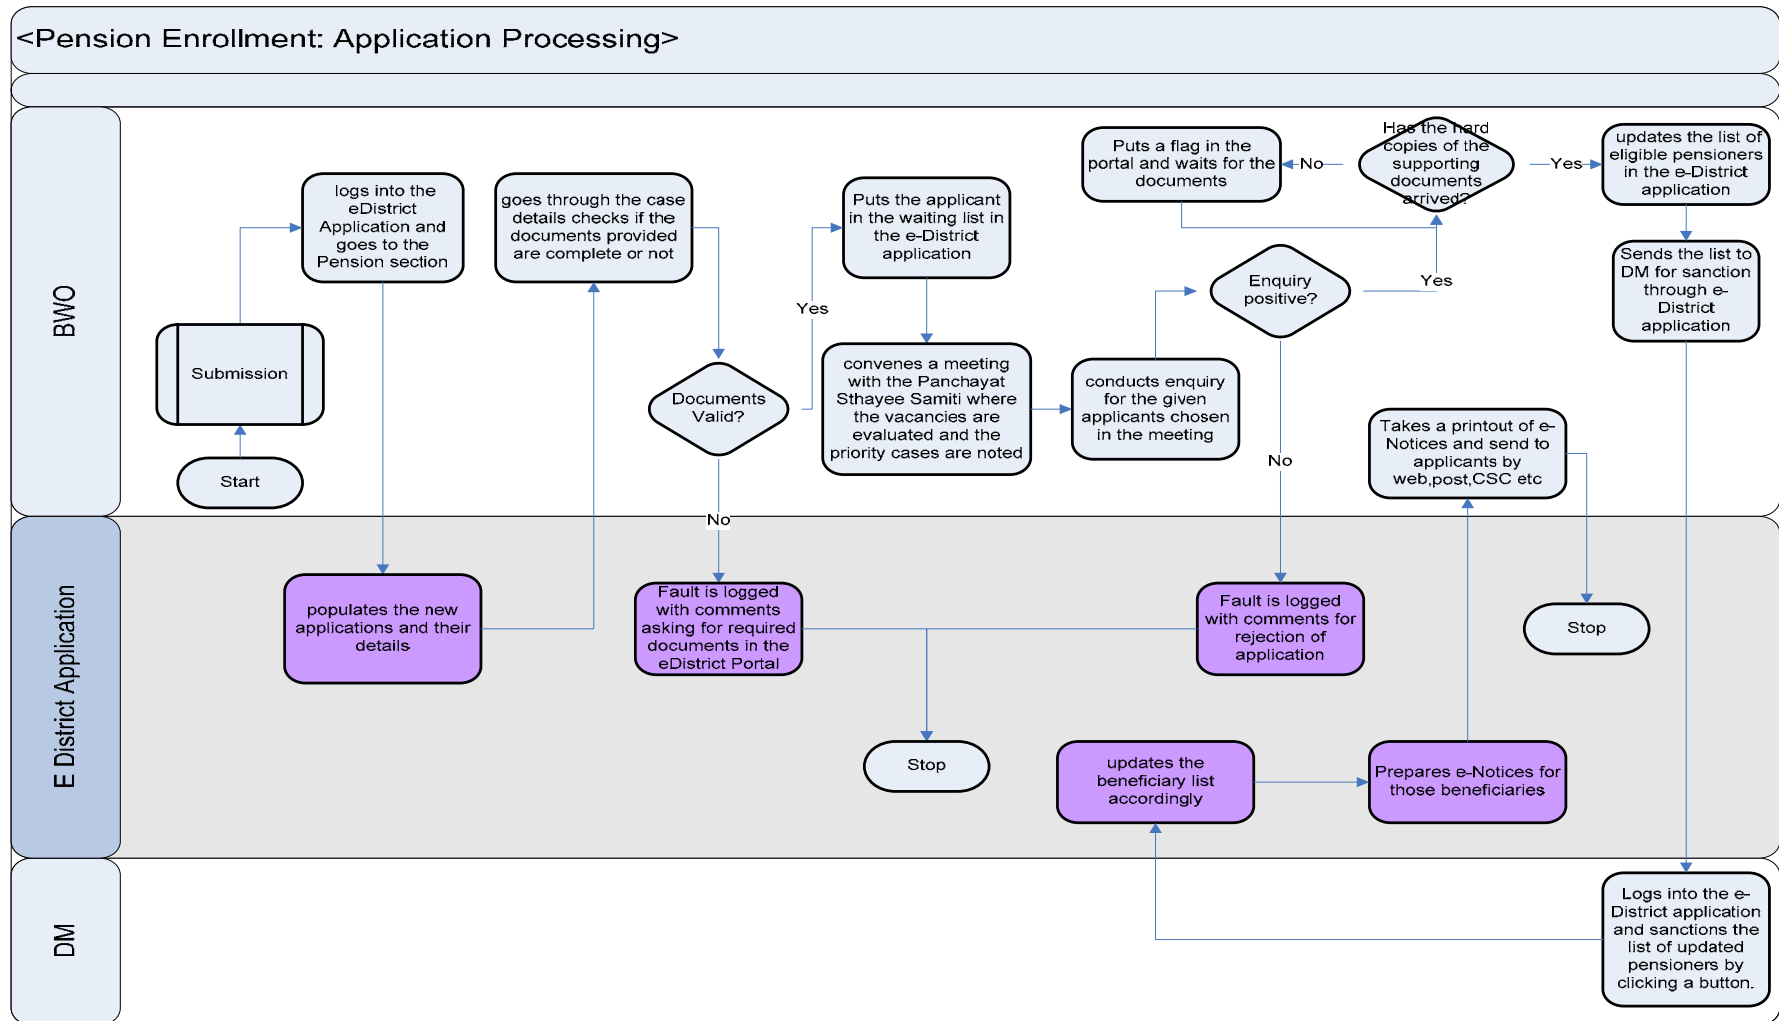 <Pension Enrollment: Application Processing>
BWO
Start
Submission
logs into the
eDistrict
Application and
goes to the
Pension section
goes through the case
details checks if the
documents provided
are complete or not
Documents
Valid?
Yes
No
Puts the applicant
in the waiting list in
the e-District
application
convenes a meeting
with the Panchayat
Sthayee Samiti where
the vacancies are
evaluated and the
priority cases are noted
conducts enquiry
for the given
applicants chosen
in the meeting
Enquiry
positive?
Yes
No
Puts a flag in the
portal and waits for the
documents
No
Has the hard
copies of the
supporting
documents
arrived?
Yes
updates the list of
eligible pensioners
in the e-District
application
Sends the list to
DM for sanction
through e-
District
application
Takes a printout of e-
Notices and send to
applicants by
web,post,CSC etc
E District Application
populates the new
applications and their
details
Fault is logged
with comments
asking for required
documents in the
eDistrict Portal
Fault is logged
with comments for
rejection of
application
Stop
Stop
updates the
beneficiary list
accordingly
Prepares e-Notices for
those beneficiaries
DM
Logs into the e-
District application
and sanctions the
list of updated
pensioners by
clicking a button.